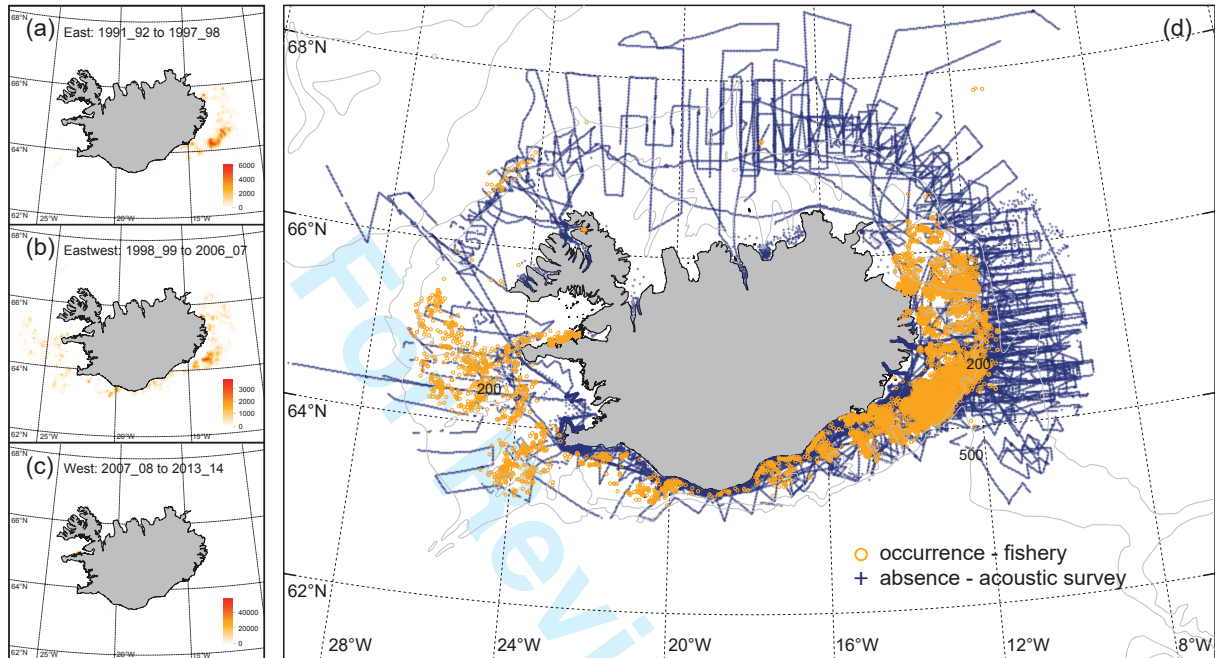 (a)
East: 1991_92 to 1997_98
68°N
66°N
64°N
62°N
25°W
20°W
15°W
6000
4000
2000
0
(b)
Eastwest: 1998_99 to 2006_07
68°N
66°N
64°N
62°N
25°W
20°W
15°W
3000
2000
1000
0
(c)
West: 2007_08 to 2013_14
68°N
66°N
64°N
62°N
25°W
20°W
15°W
40000
20000
0
(d)
68°N
66°N
64°N
62°N
200
200
500
occurrence - fishery
absence - acoustic survey
28°W
24°W
20°W
16°W
12°W
8°W
For Revi